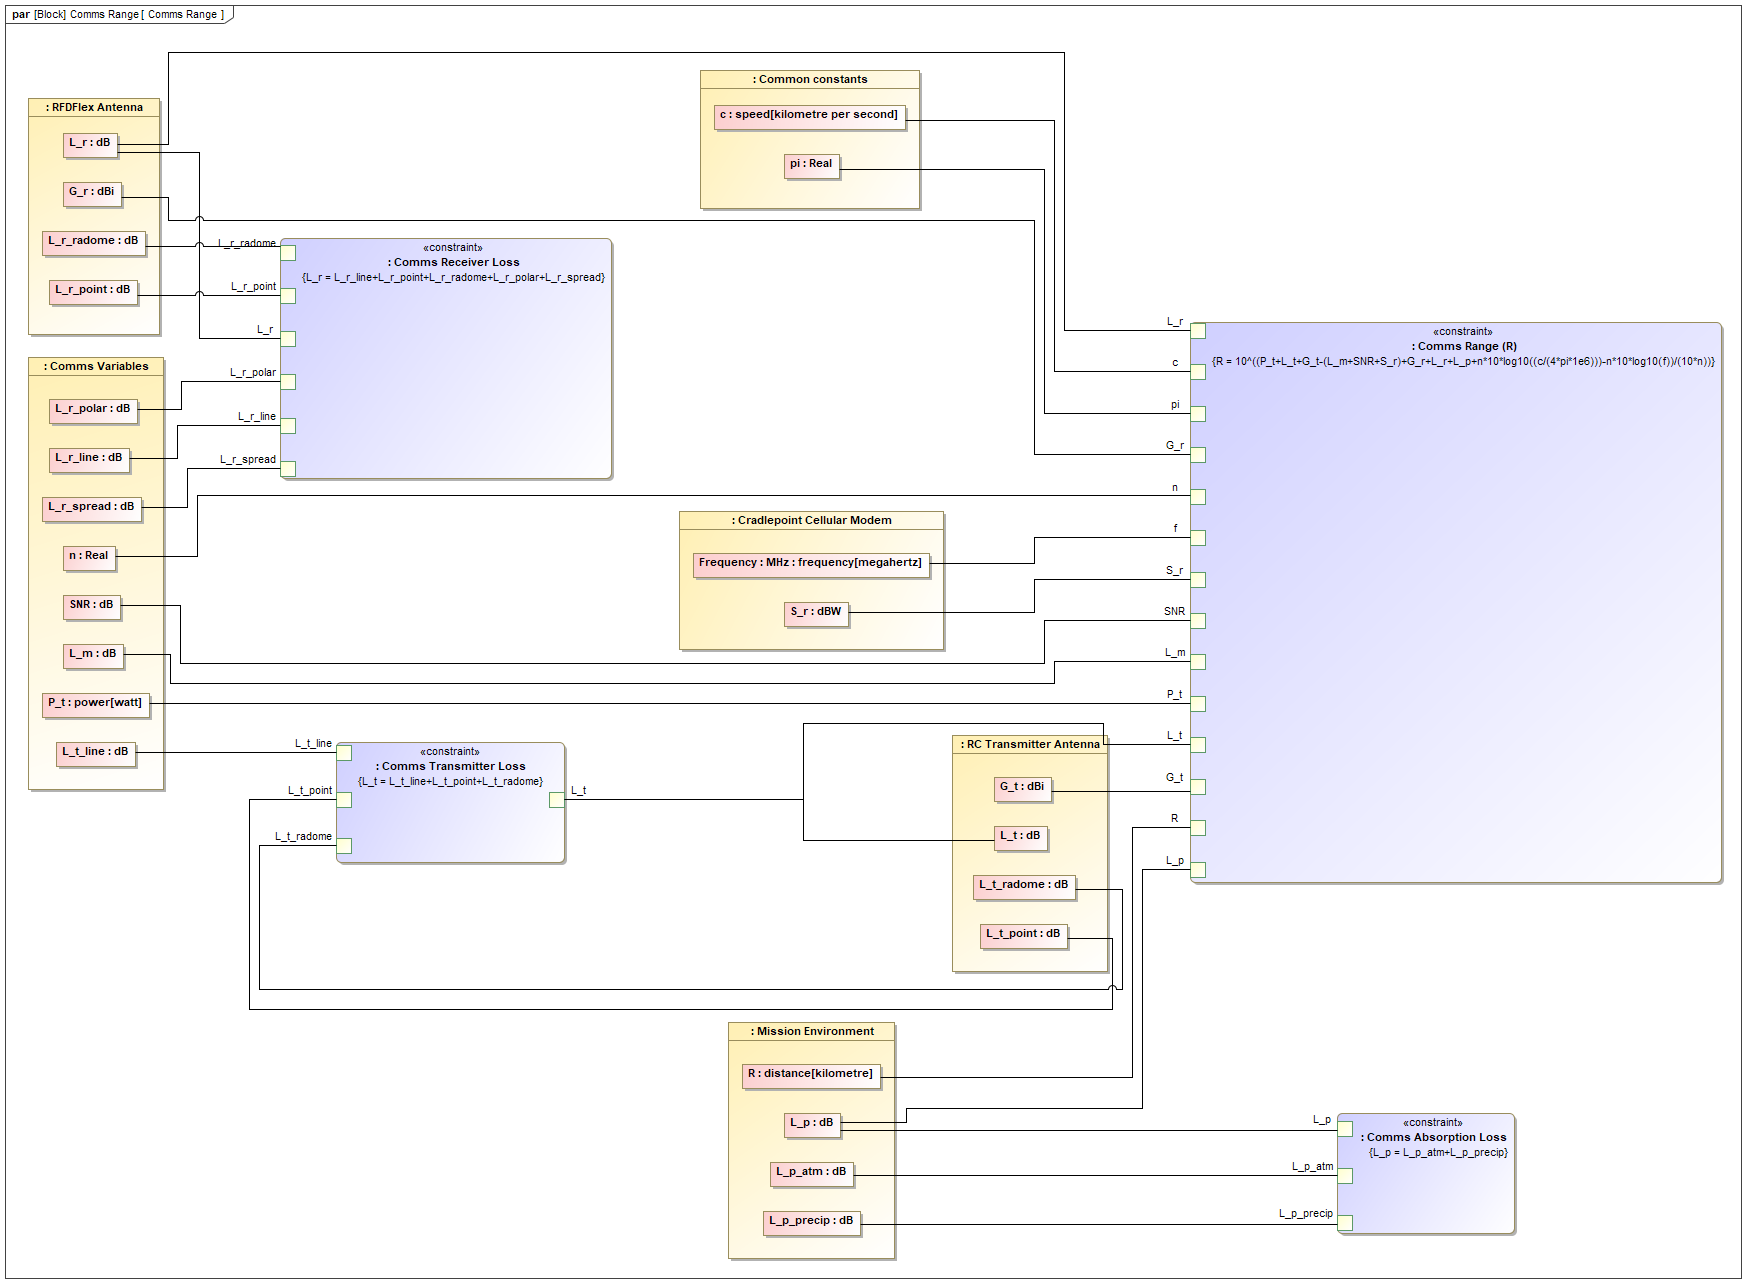 par [Block] Comms Range [ Comms Range ]
: RFDFlex Antenna
L_r : dB
G_r : dBi
L_r_radome : dB
L_r_point : dB
: Common constants
c : speed[kilometre per second]
pi : Real
L_r_radome
L_r_point
L_r
L_r_polar
L_r_line
L_r_spread
«constraint»
: Comms Receiver Loss
{L_r = L_r_line+L_r_point+L_r_radome+L_r_polar+L_r_spread}
: Comms Variables
L_r_polar : dB
L_r_line : dB
L_r_spread : dB
n : Real
SNR : dB
L_m : dB
P_t : power[watt]
L_t_line : dB
: Cradlepoint Cellular Modem
Frequency : MHz : frequency[megahertz]
S_r : dBW
L_r
c
pi
G_r
n
f
S_r
SNR
L_m
P_t
L_t
G_t
R
L_p
«constraint»
: Comms Range (R)
{R = 10^((P_t+L_t+G_t-(L_m+SNR+S_r)+G_r+L_r+L_p+n*10*log10((c/(4*pi*1e6)))-n*10*log10(f))/(10*n))}
L_t_line
L_t_point
L_t_radome
«constraint»
: Comms Transmitter Loss
{L_t = L_t_line+L_t_point+L_t_radome}
L_t
: RC Transmitter Antenna
G_t : dBi
L_t : dB
L_t_radome : dB
L_t_point : dB
: Mission Environment
R : distance[kilometre]
L_p : dB
L_p_atm : dB
L_p_precip : dB
L_p
L_p_atm
L_p_precip
«constraint»
: Comms Absorption Loss
{L_p = L_p_atm+L_p_precip}